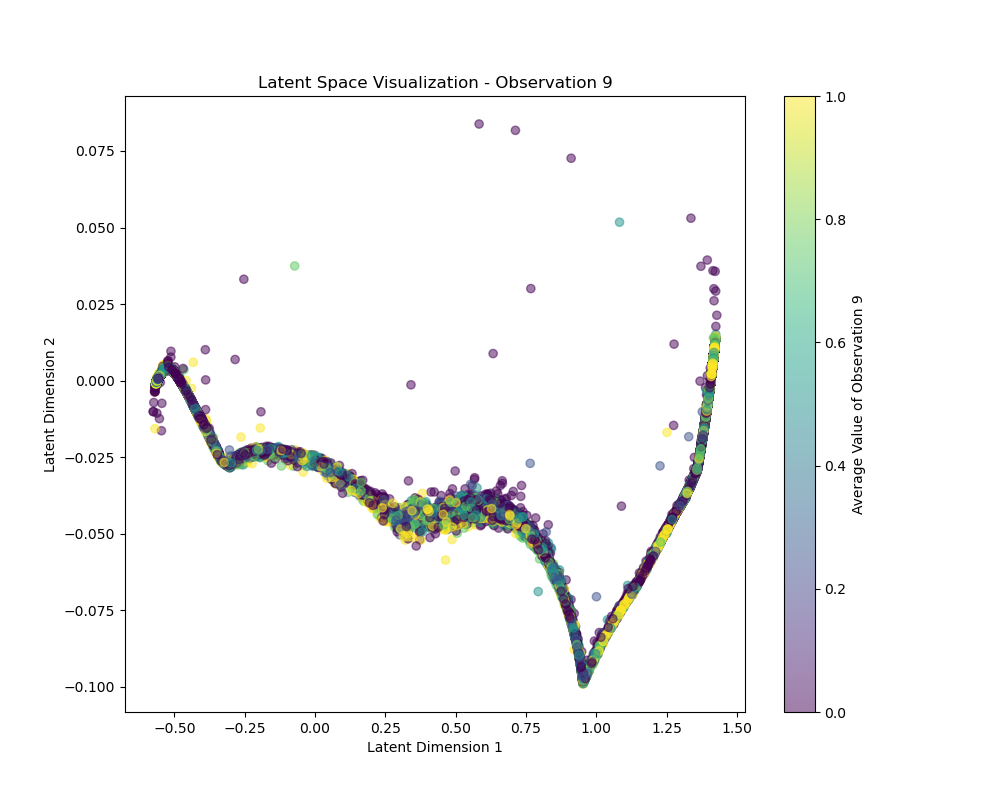 Latent Space Visualization - Observation 9
0.075
0.050
0.025
0.000
−0.025
−0.050
−0.075
−0.100
Latent Dimension 2
−0.50 −0.25 0.00 0.25 0.50 0.75 1.00 1.25 1.50
Latent Dimension 1
1.0
0.8
0.6
0.4
0.2
0.0
Average Value of Observation 9